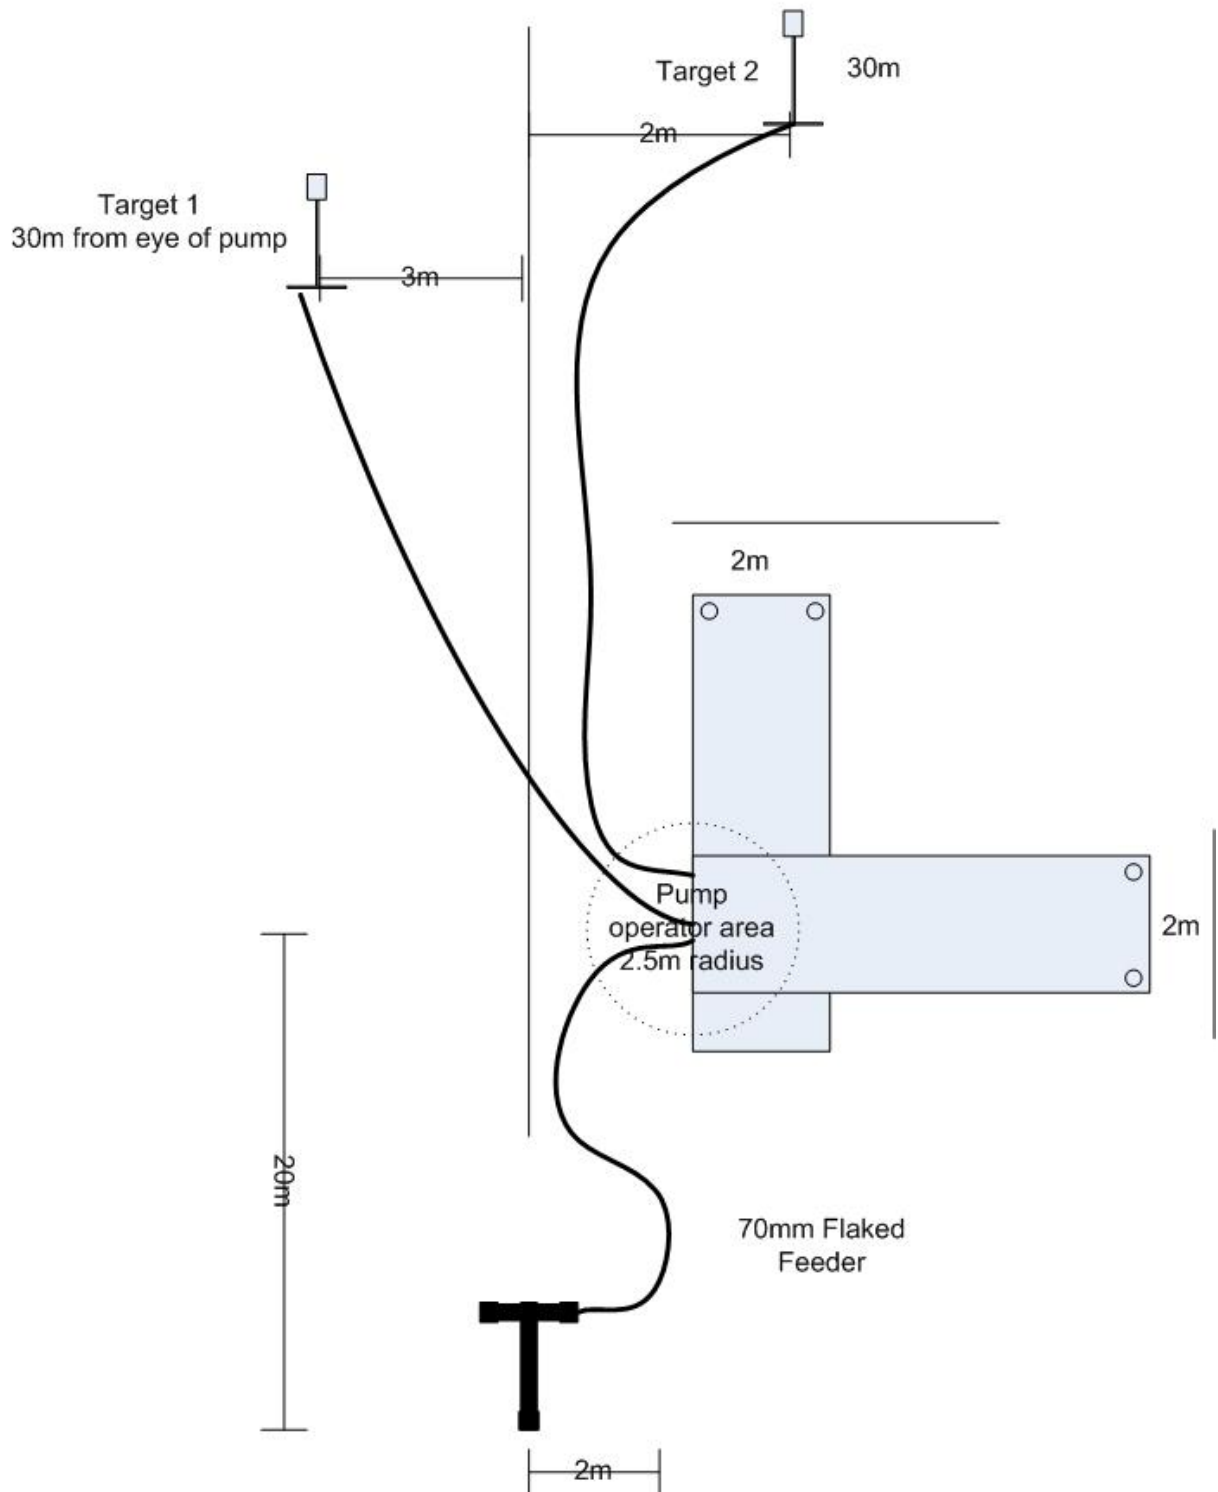 Target 2
30m
2m
Target 1
30m from eye of pump
3m
2m
Pump
operator area
2.5m radius
2m
20m
70mm Flaked
Feeder
2m